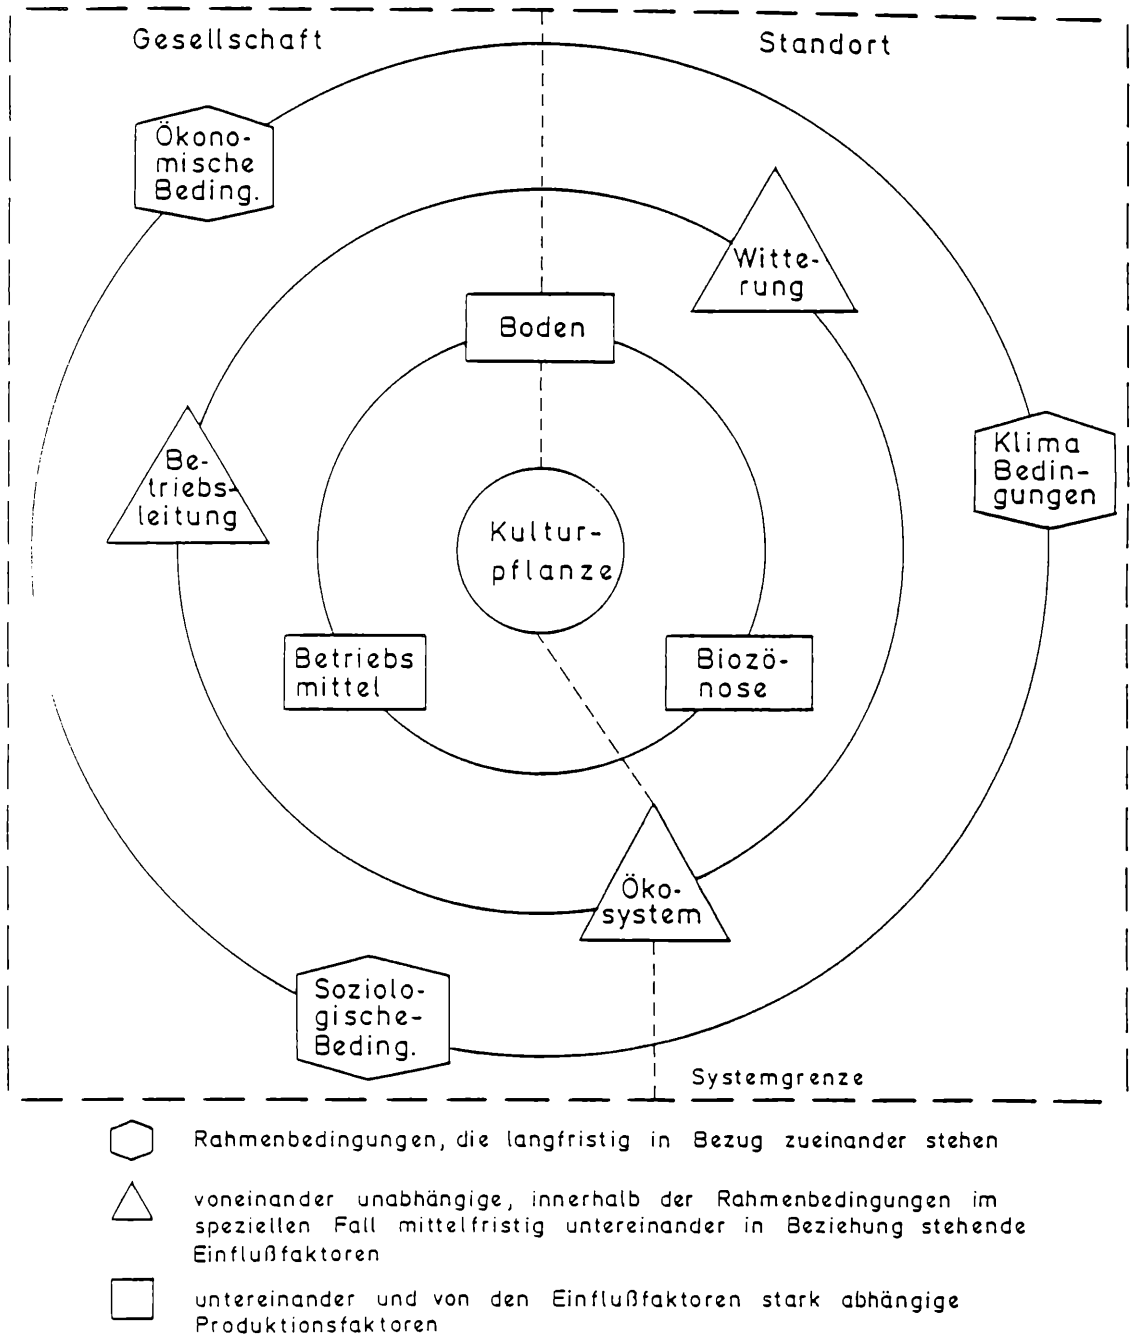 Gesellschaft
Standort
Ökono-
mische
Beding.
Witte-
rung
Boden
Klima
Bedin-
gungen
Be-
triebs-
leitung
Kultur-
pflanze
Betriebs
mittel
Biozö-
nose
Öko-
system
Soziolo-
gische-
Beding.
Systemgrenze
Rahmenbedingungen, die langfristig in Bezug zueinander stehen
voneinander unabhängige, innerhalb der Rahmenbedingungen im
speziellen Fall mittelfristig untereinander in Beziehung stehende
Einflußfaktoren
untereinander und von den Einflußfaktoren stark abhängige
Produktionsfaktoren